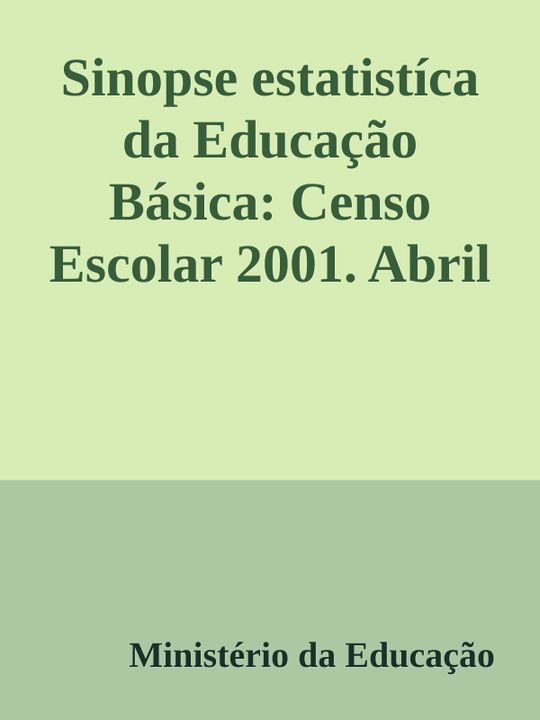 Sinopse estatistíca
da Educação
Básica: Censo
Escolar 2001. Abril
Ministério da Educação